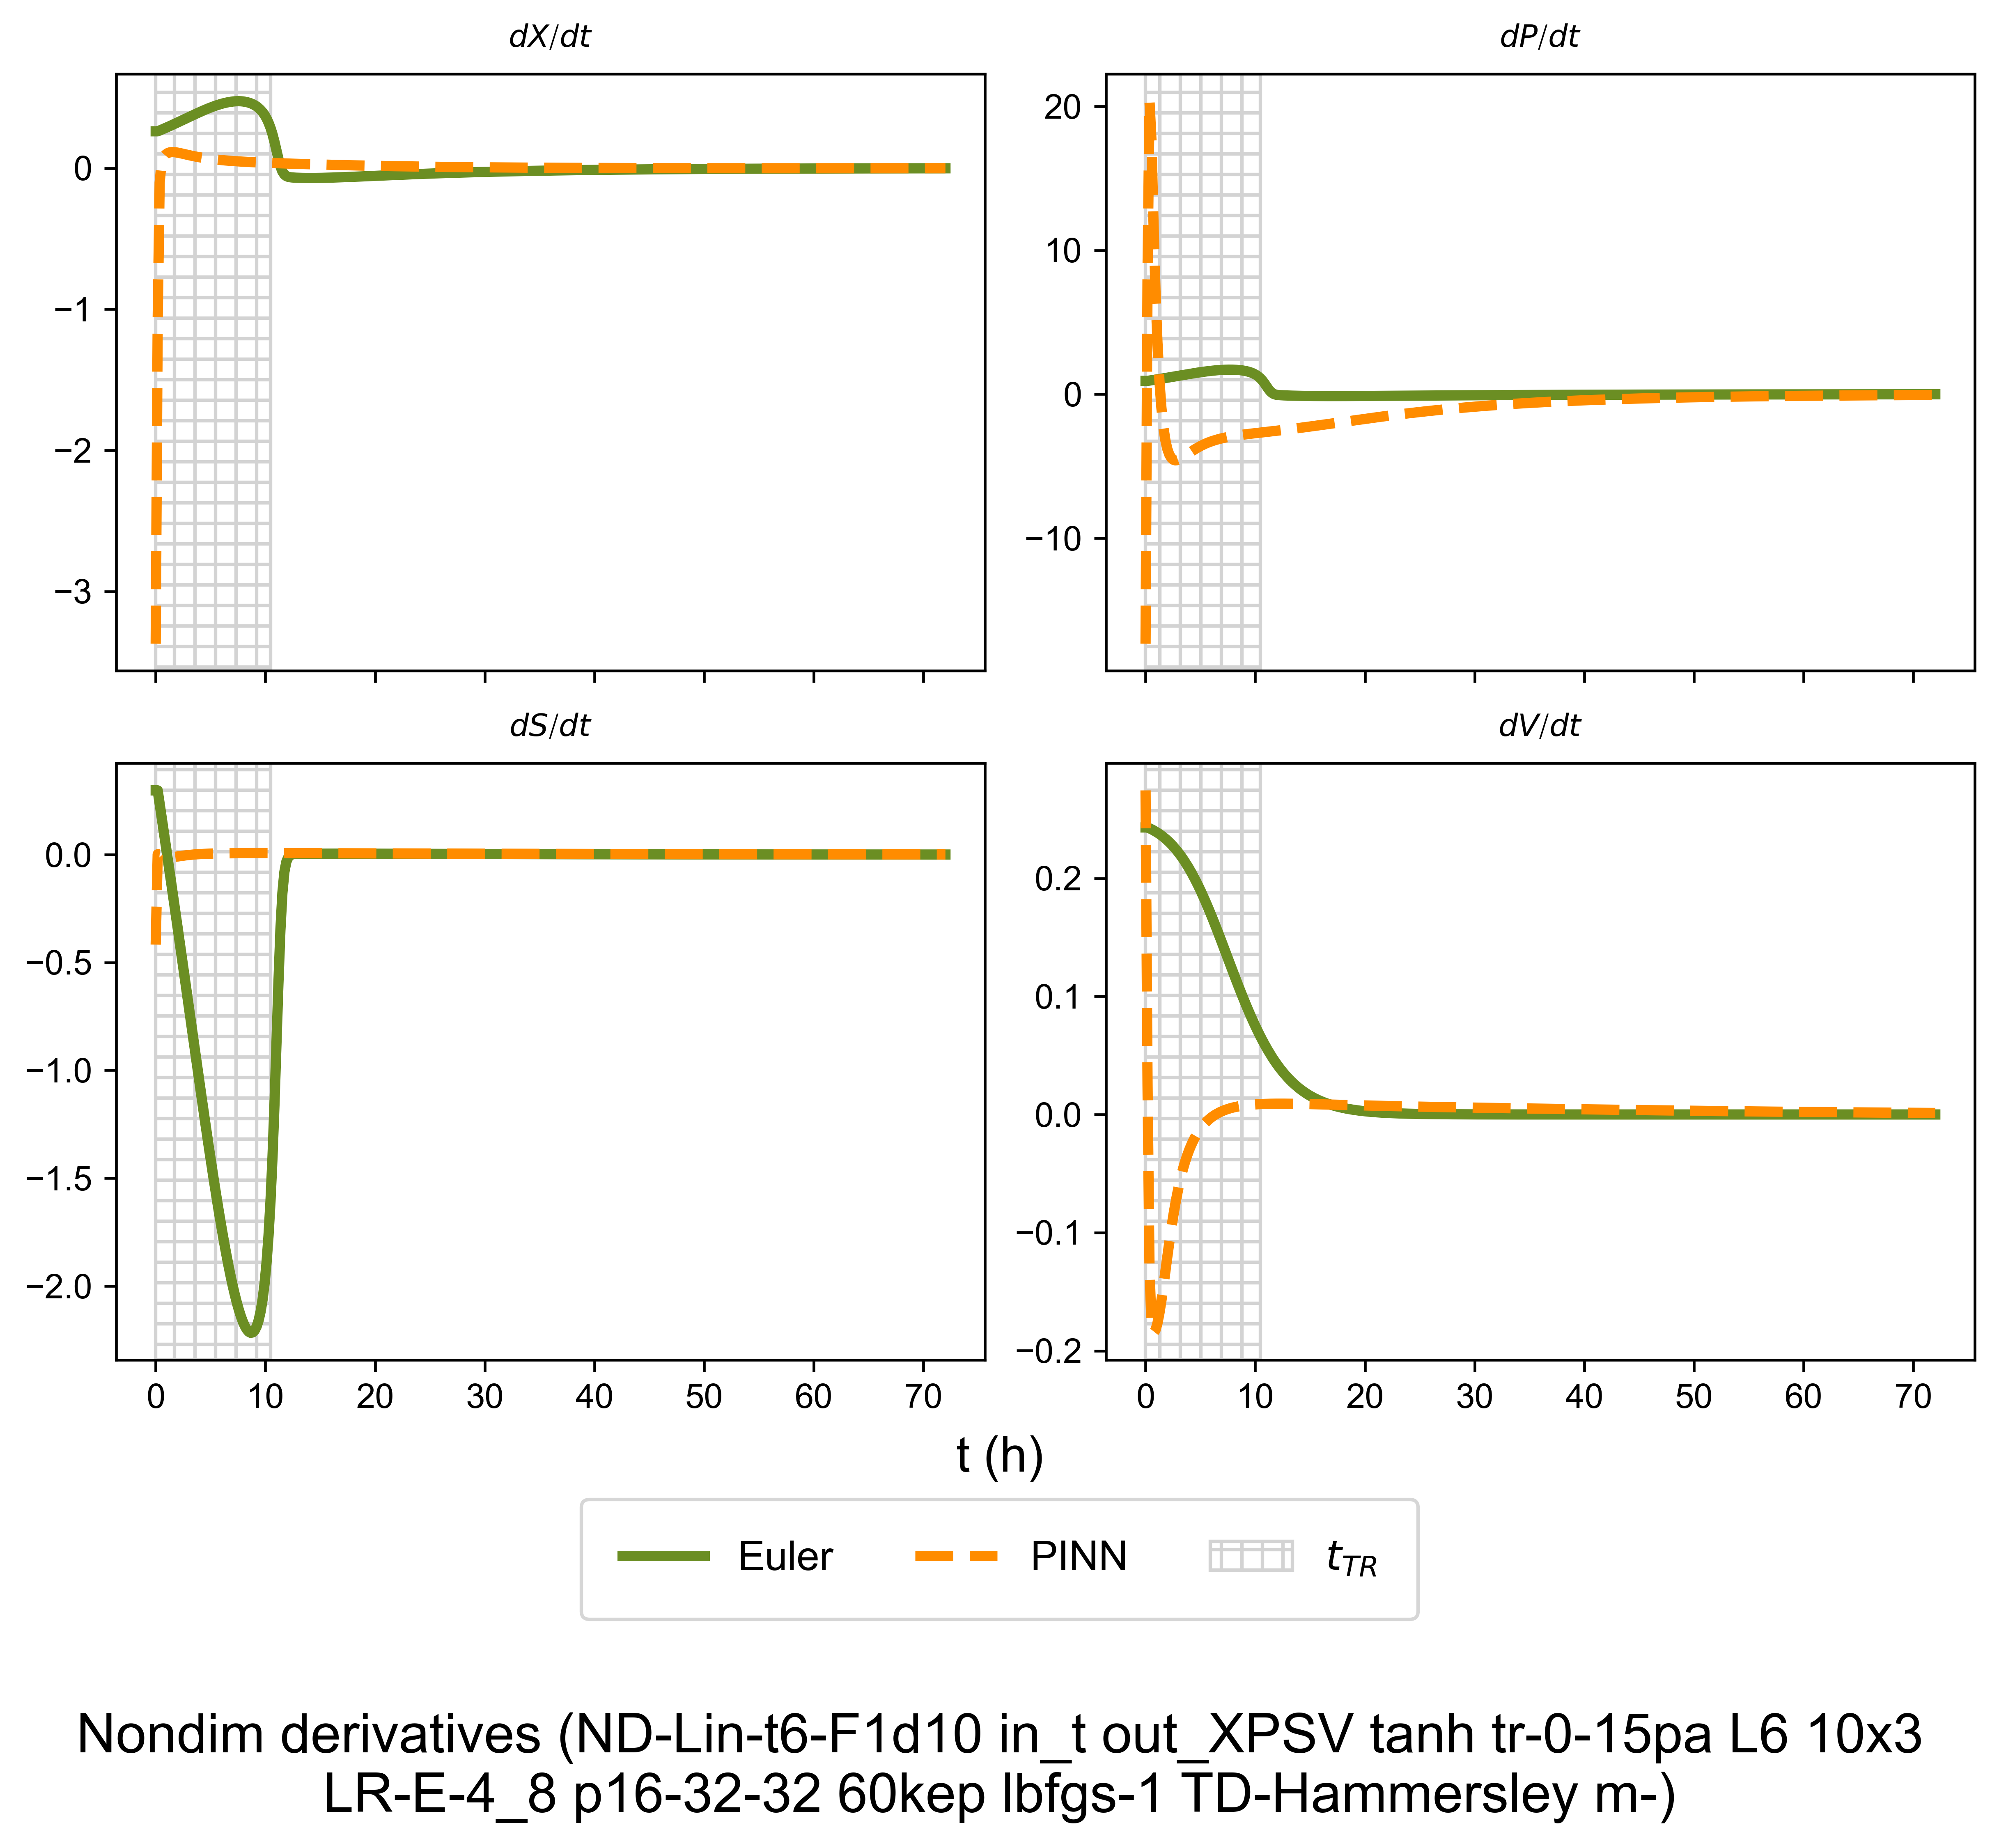 dX/dt
dP/dt
0
−1
−2
−3
20
10
0
−10
dS/dt
dV/dt
0.0
−0.5
−1.0
−1.5
−2.0
0.2
0.1
0.0
−0.1
−0.2
0 10 20 30 40 50 60 70
0 10 20 30 40 50 60 70
t (h)
Euler PINN t_TR
Nondim derivatives (ND-Lin-t6-F1d10 in_t out_XPSV tanh tr-0-15pa L6 10x3
LR-E-4_8 p16-32-32 60kep lbfgs-1 TD-Hammersley m-)